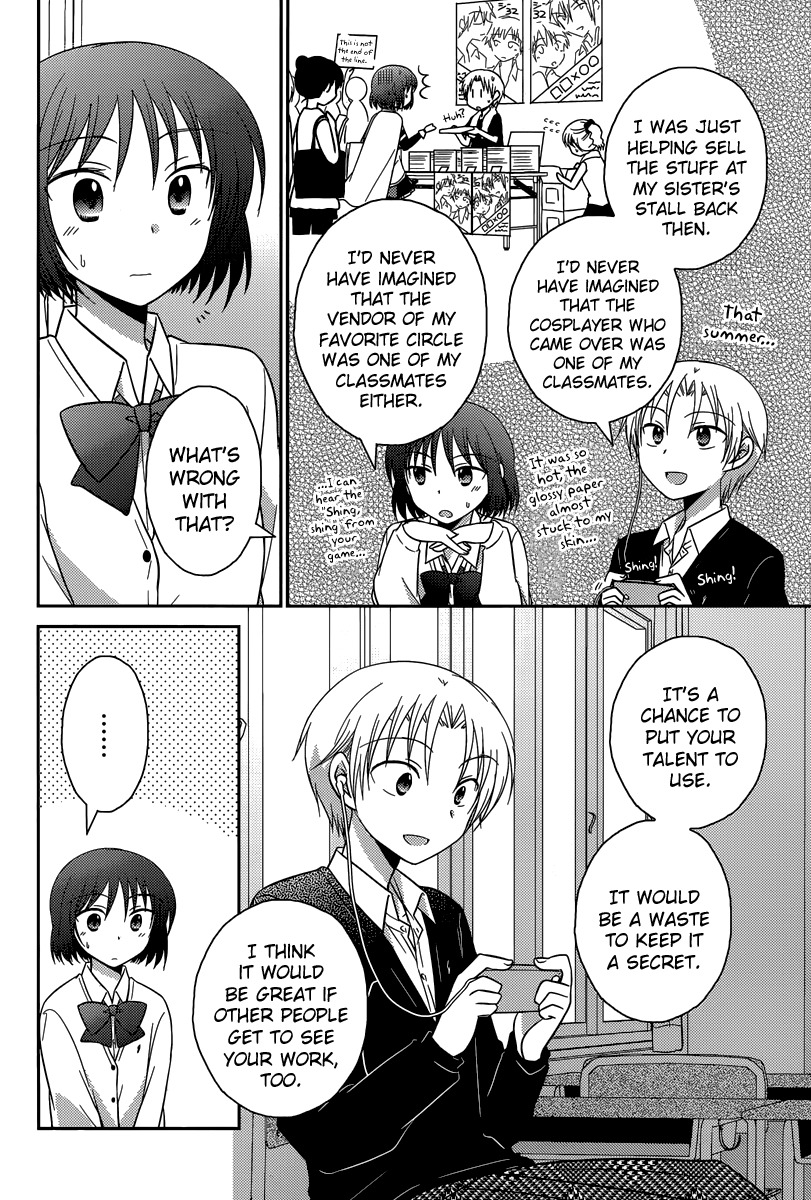 I WAS JUST
HELPING SELL
THE STUFF AT
MY SISTER'S
STALL BACK
THEN.
I'D NEVER
HAVE IMAGINED
THAT THE
COSPLAYER WHO
CAME OVER WAS
ONE OF MY
CLASSMATES.
That
summer...
This is not
the end of
the line.
Huh?
32
32
I'D NEVER
HAVE IMAGINED
THAT THE
VENDOR OF MY
FAVORITE CIRCLE
WAS ONE OF MY
CLASSMATES
EITHER.
It was so
hot, the
glossy paper
almost
stuck to my
skin...
Shing!
Shing!
...I can
hear the
"Shing,
shing" from
your
game...
WHAT'S
WRONG
WITH
THAT?
IT'S A
CHANCE TO
PUT YOUR
TALENT TO
USE.
IT WOULD
BE A WASTE
TO KEEP IT
A SECRET.
I THINK
IT WOULD
BE GREAT IF
OTHER PEOPLE
GET TO SEE
YOUR WORK,
TOO.
......